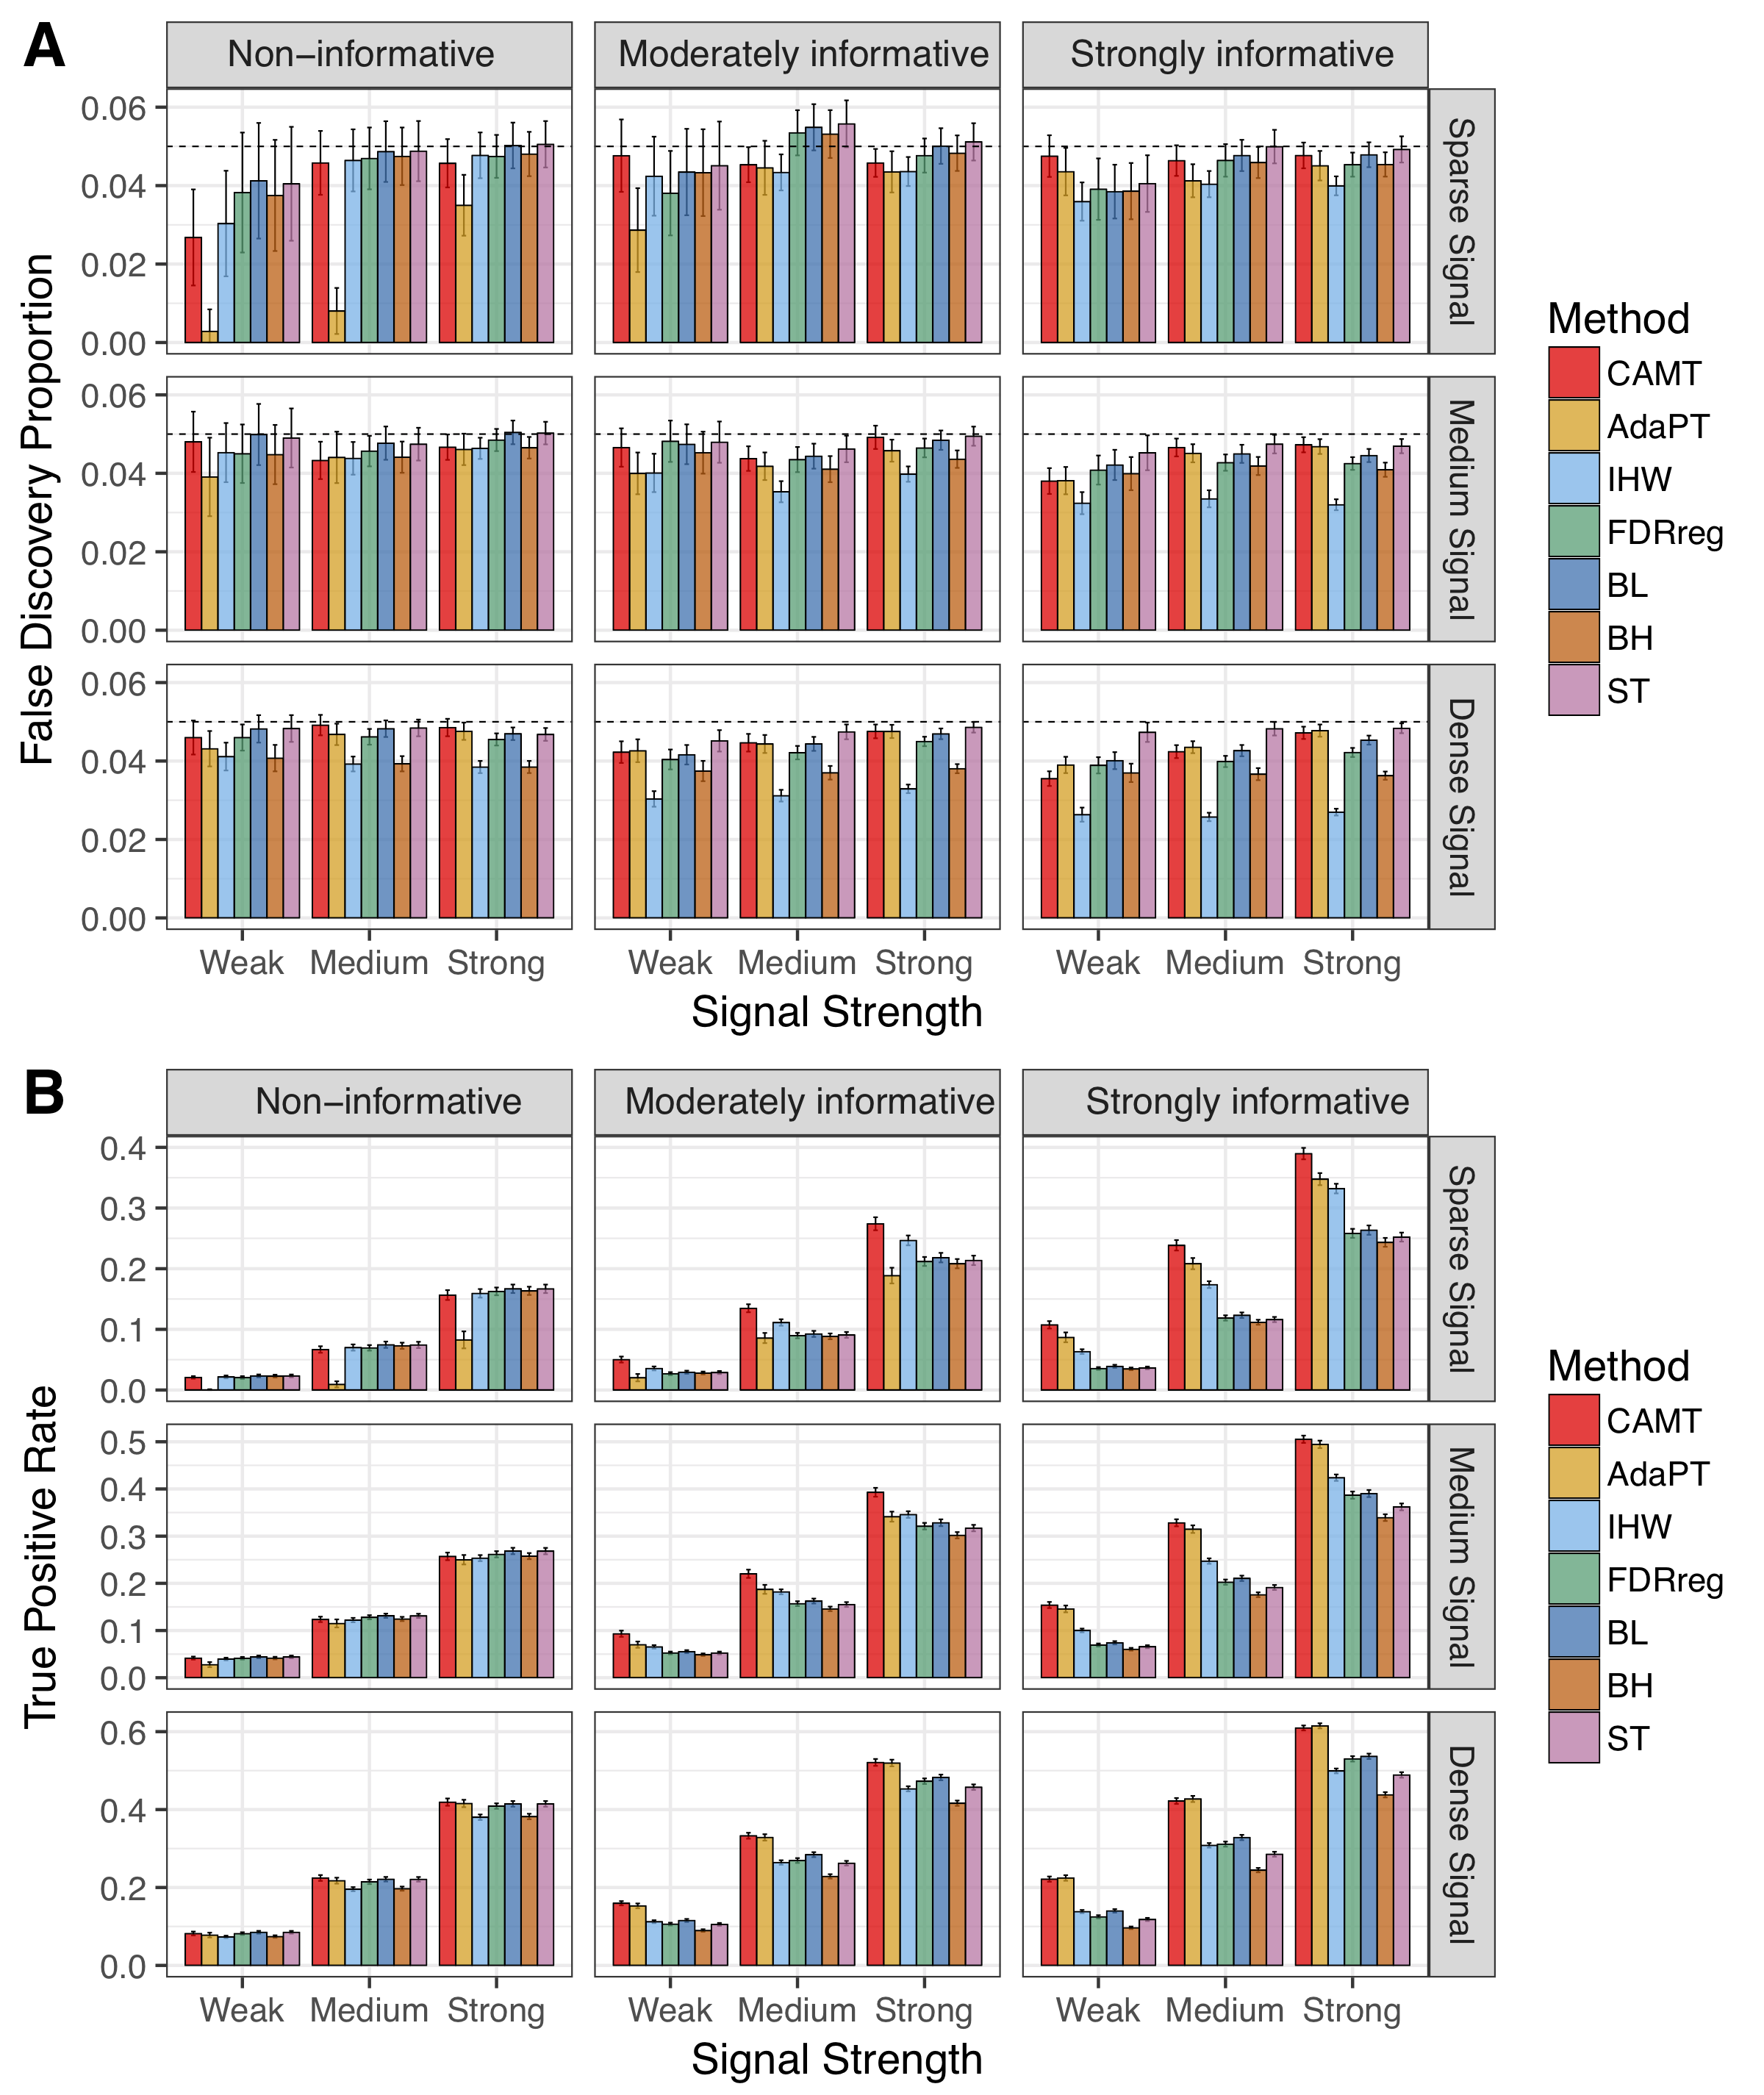 A
Non−informative
Moderately informative
Strongly informative
False Discovery Proportion
0.06
0.04
0.02
0.00
Sparse Signal
0.06
0.04
0.02
0.00
Medium Signal
0.06
0.04
0.02
0.00
Dense Signal
Weak Medium Strong
Weak Medium Strong
Weak Medium Strong
Signal Strength
Method
CAMT
AdaPT
IHW
FDRreg
BL
BH
ST
B
Non−informative
Moderately informative
Strongly informative
True Positive Rate
0.4
0.3
0.2
0.1
0.0
Sparse Signal
0.5
0.4
0.3
0.2
0.1
0.0
Medium Signal
0.6
0.4
0.2
0.0
Dense Signal
Weak Medium Strong
Weak Medium Strong
Weak Medium Strong
Signal Strength
Method
CAMT
AdaPT
IHW
FDRreg
BL
BH
ST